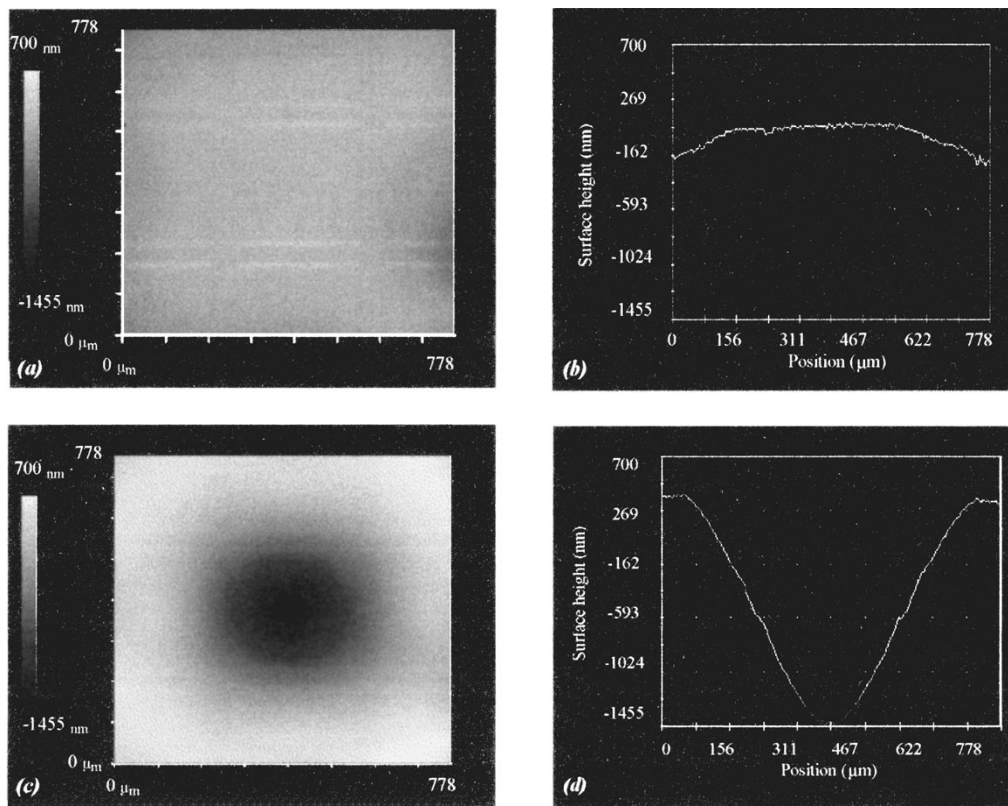 778
700 nm
-1455 nm
0 μm
0 μm
778
(a)
700
269
-162
-593
-1024
-1455
Surface height (nm)
0 156 311 467 622 778
Position (μm)
(b)
778
700 nm
-1455 nm
0 μm
0 μm
778
(c)
700
269
-162
-593
-1024
-1455
Surface height (nm)
0 156 311 467 622 778
Position (μm)
(d)